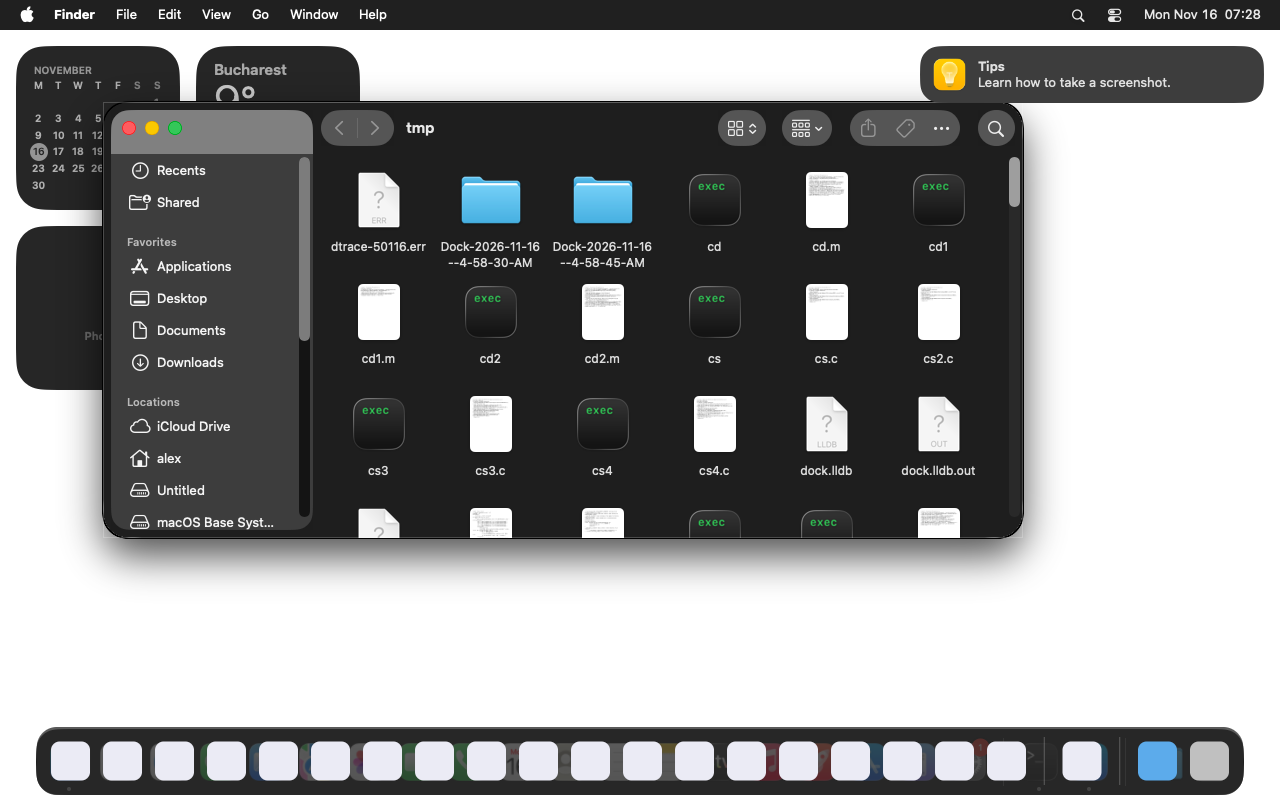 Finder File Edit View Go Window Help Mon Nov 16 07:28
NOVEMBER
M T W T F S S
2 3 4 5
9 10 11 12
16 17 18 19
23 24 25 26
30
Bucharest
Tips
Learn how to take a screenshot.
tmp
Recents
Shared
Favorites
Applications
Desktop
Documents
Downloads
Locations
iCloud Drive
alex
Untitled
macOS Base Syst...
?
ERR
exec
exec
dtrace-50116.err
Dock-2026-11-16
--4-58-30-AM
Dock-2026-11-16
--4-58-45-AM
cd
cd.m
cd1
exec
exec
cd1.m
cd2
cd2.m
cs
cs.c
cs2.c
exec
exec
?
LLDB
?
OUT
cs3
cs3.c
cs4
cs4.c
dock.lldb
dock.lldb.out
?
exec
exec